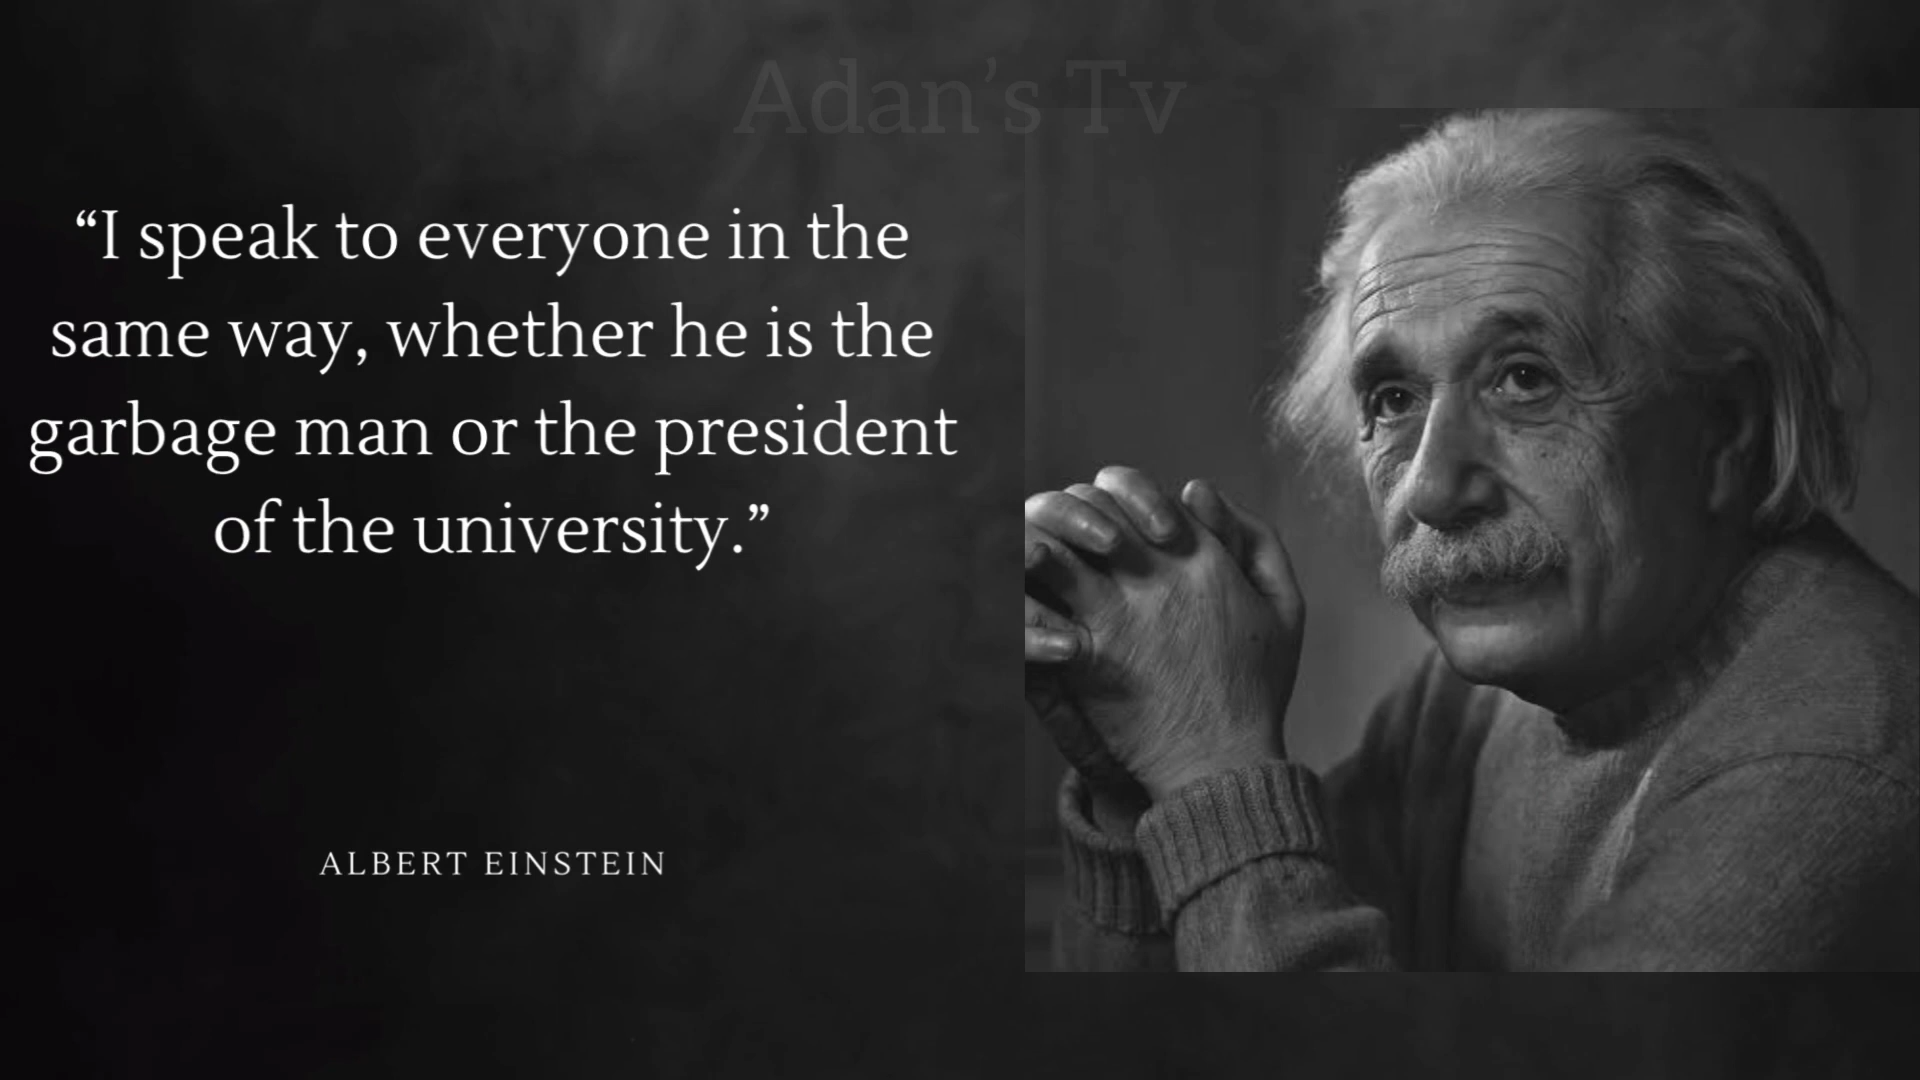 Adan’s Tv
“I speak to everyone in the
same way, whether he is the
garbage man or the president
of the university.”
ALBERT EINSTEIN